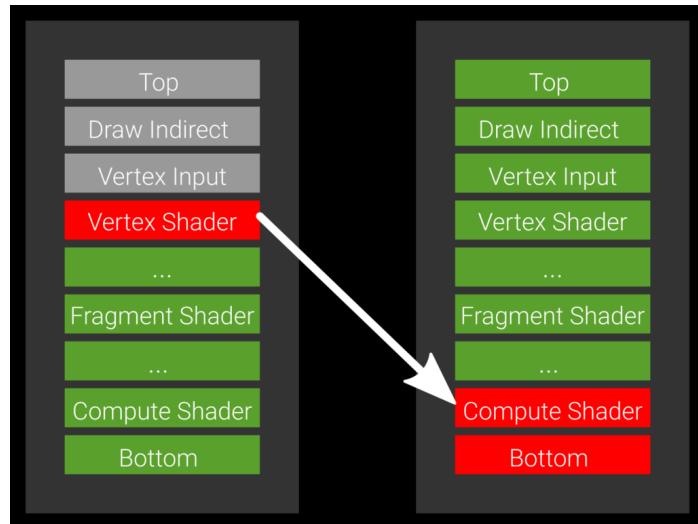 Top
Draw Indirect
Vertex Input
Vertex Shader
...
Fragment Shader
...
Compute Shader
Bottom
Top
Draw Indirect
Vertex Input
Vertex Shader
...
Fragment Shader
...
Compute Shader
Bottom